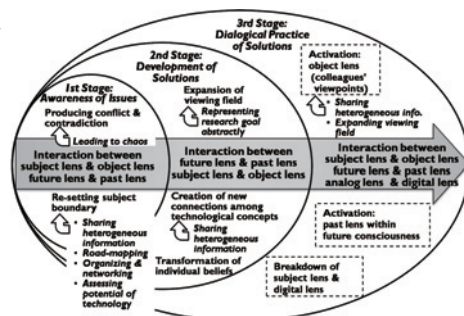 3rd Stage:
Dialogical Practice
of Solutions
2nd Stage:
Development of
Solutions
1st Stage:
Awareness of Issues
Producing conflict &
contradiction
Leading to chaos
Interaction between
subject lens & object lens
future lens & past lens
Re-setting subject
boundary
• Sharing
heterogeneous
information
• Road-mapping
• Organizing &
networking
• Assessing
potential of
technology
Expansion of
viewing field
Representing
research goal
abstractly
Interaction between
future lens & past lens
subject lens & object lens
Creation of new
connections among
technological concepts
• Sharing
heterogeneous
information
Transformation of
individual beliefs
Activation:
object lens
(colleagues'
viewpoints)
• Sharing
heterogeneous info.
• Expanding viewing
field
Interaction between
subject lens & object lens
future lens & past lens
analog lens & digital lens
Activation:
past lens within
future consciousness
Breakdown of
subject lens &
digital lens